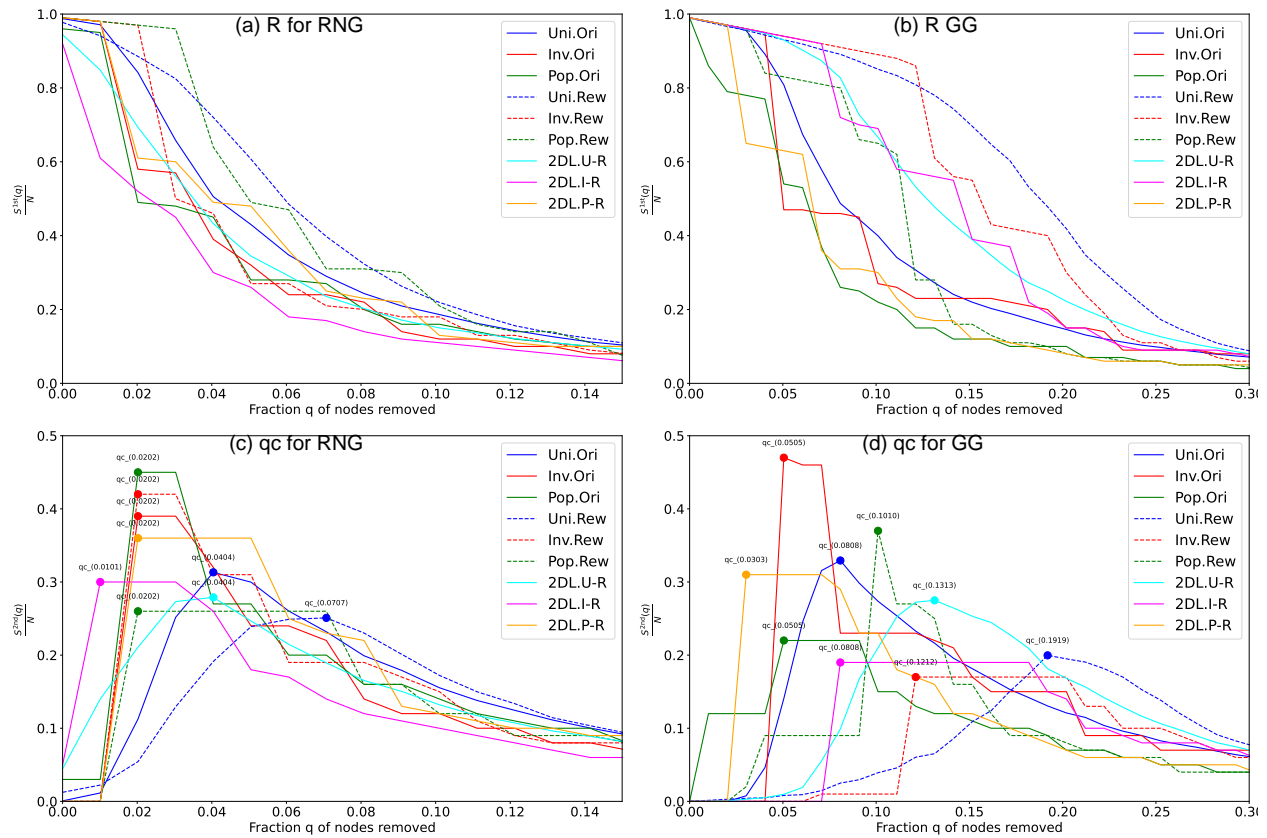 (a) R for RNG
1.0
0.8
0.6
0.4
0.2
0.0
S^{1st}(q)
N
0.00 0.02 0.04 0.06 0.08 0.10 0.12 0.14
Fraction q of nodes removed
Uni.Ori
Inv.Ori
Pop.Ori
Uni.Rew
Inv.Rew
Pop.Rew
2DL.U-R
2DL.I-R
2DL.P-R
(b) R GG
1.0
0.8
0.6
0.4
0.2
0.0
S^{1st}(q)
N
0.00 0.05 0.10 0.15 0.20 0.25 0.30
Fraction q of nodes removed
Uni.Ori
Inv.Ori
Pop.Ori
Uni.Rew
Inv.Rew
Pop.Rew
2DL.U-R
2DL.I-R
2DL.P-R
(c) qc for RNG
0.5
0.4
0.3
0.2
0.1
0.0
S^{2nd}(q)
N
qc_(0.0202)
qc_(0.0202)
qc_(0.0202)
qc_(0.0202)
qc_(0.0101)
qc_(0.0404)
qc_(0.0404)
qc_(0.0202)
qc_(0.0707)
0.00 0.02 0.04 0.06 0.08 0.10 0.12 0.14
Fraction q of nodes removed
Uni.Ori
Inv.Ori
Pop.Ori
Uni.Rew
Inv.Rew
Pop.Rew
2DL.U-R
2DL.I-R
2DL.P-R
(d) qc for GG
0.5
0.4
0.3
0.2
0.1
0.0
S^{2nd}(q)
N
qc_(0.0505)
qc_(0.1010)
qc_(0.0808)
qc_(0.0303)
qc_(0.1313)
qc_(0.0505)
qc_(0.1919)
qc_(0.0808)
qc_(0.1212)
0.00 0.05 0.10 0.15 0.20 0.25 0.30
Fraction q of nodes removed
Uni.Ori
Inv.Ori
Pop.Ori
Uni.Rew
Inv.Rew
Pop.Rew
2DL.U-R
2DL.I-R
2DL.P-R